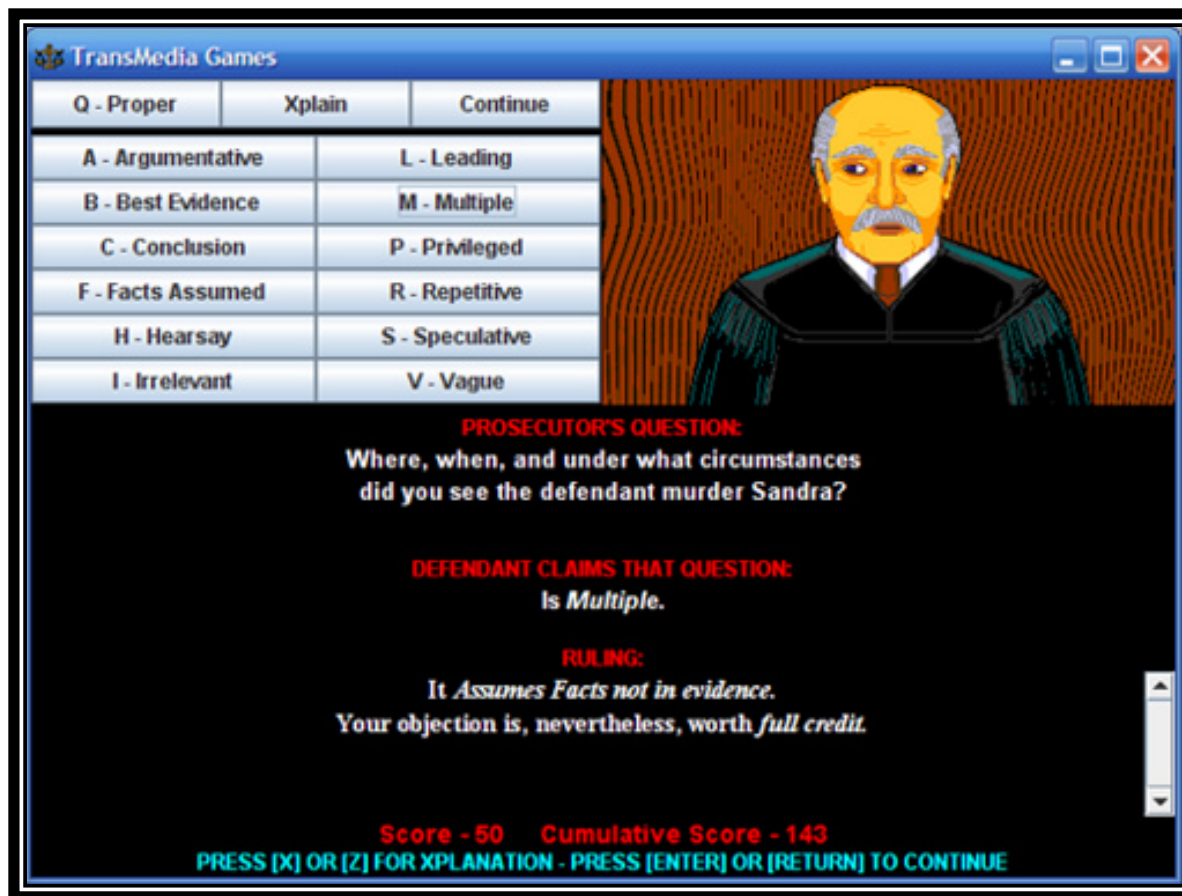 TransMedia Games
Q - Proper
Xplain
Continue
A - Argumentative
L - Leading
B - Best Evidence
M - Multiple
C - Conclusion
P - Privileged
F - Facts Assumed
R - Repetitive
H - Hearsay
S - Speculative
I - Irrelevant
V - Vague
PROSECUTOR'S QUESTION:
Where, when, and under what circumstances
did you see the defendant murder Sandra?
DEFENDANT CLAIMS THAT QUESTION:
Is Multiple.
RULING:
It Assumes Facts not in evidence.
Your objection is, nevertheless, worth full credit.
Score - 50 Cumulative Score - 143
PRESS [X] OR [Z] FOR XPLANATION - PRESS [ENTER] OR [RETURN] TO CONTINUE